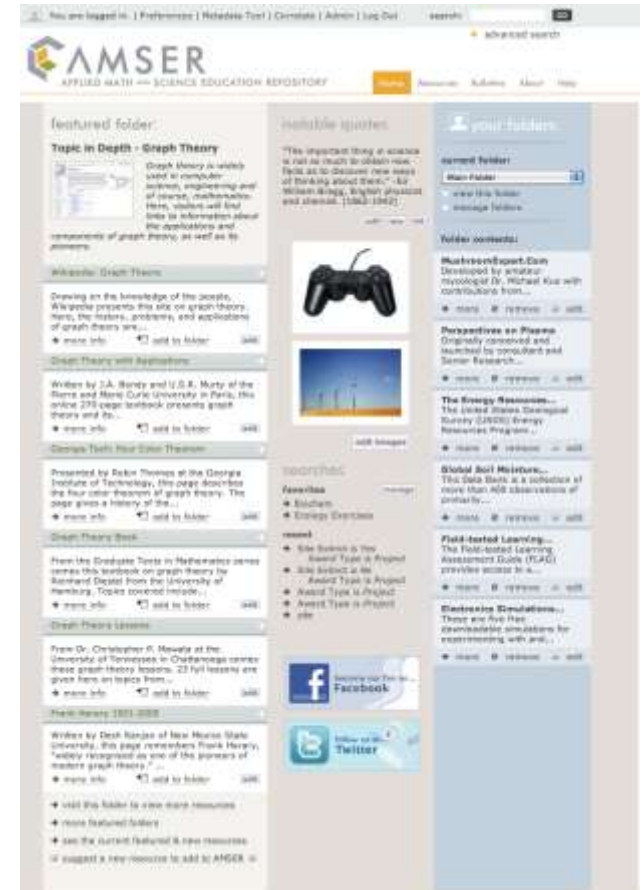 You are logged in. | Preferences | Metadata Tool | Correlate | Admin | Log Out
search:
GO
advanced search
AMSER
APPLIED MATH AND SCIENCE EDUCATION REPOSITORY
Home Resources Bulletins About Help
featured folder:
Topic in Depth - Graph Theory
Graph theory is widely
used in computer
science, engineering and
of course, mathematics.
Here, visitors will find
links to information about
the applications and
components of graph theory, as well as its
pioneers.
Wikipedia: Graph Theory
Drawing on the knowledge of the people,
Wikipedia presents this site on graph theory.
Here, the history, problems, and applications
of graph theory are...
more info add to folder edit
Graph Theory with Applications
Written by J.A. Bondy and U.S.R. Murty of the
Pierre and Marie Curie University in Paris, this
online 270-page textbook presents graph
theory and its...
more info add to folder edit
Georgia Tech: Four Color Theorem
Presented by Robin Thomas at the Georgia
Institute of Technology, this page describes
the four color theorem of graph theory. The
page gives a history of the...
more info add to folder edit
Graph Theory Book
From the Graduate Texts in Mathematics series
comes this textbook on graph theory by
Reinhard Diestel from the University of
Hamburg. Topics covered include...
more info add to folder edit
Graph Theory Lessons
From Dr. Christopher P. Mawata at the
University of Tennessee in Chattanooga comes
these graph theory lessons. 23 full lessons are
given here on topics from...
more info add to folder edit
Frank Harary 1921-2005
Written by Desh Ranjan of New Mexico State
University, this page remembers Frank Harary,
"widely recognized as one of the pioneers of
modern graph theory." ...
more info add to folder edit
visit this folder to view more resources
more featured folders
see the current featured & new resources
suggest a new resource to add to AMSER
notable quotes
"The important thing in science
is not so much to obtain new
facts as to discover new ways
of thinking about them." -Sir
William Bragg, English physicist
and chemist. (1862-1942)
edit images
searches
favorites manage
Biochem
Ecology Exercises
recent
Award Type is Project
Award Type is Project
Award Type is Project
Award Type is Project
Facebook
Follow us on
Twitter
your folders
current folder:
Main Folder
view this folder
manage folders
folder contents:
MushroomExpert.Com
Developed by amateur
mycologist Dr. Michael Kuo with
contributions from...
more remove edit
Perspectives on Plasma
Originally conceived and
launched by consultant and
Senior Research...
more remove edit
The Energy Resources...
The United States Geological
Survey (USGS) Energy
Resources Program...
more remove edit
Global Soil Moisture...
This Data Bank is a collection of
more than 600 observations of
primarily...
more remove edit
Field-tested Learning...
The Field-tested Learning
Assessment Guide (FLAG)
provides access to a...
more remove edit
Electronics Simulations...
These are five free
downloadable simulations for
experimenting with and...
more remove edit